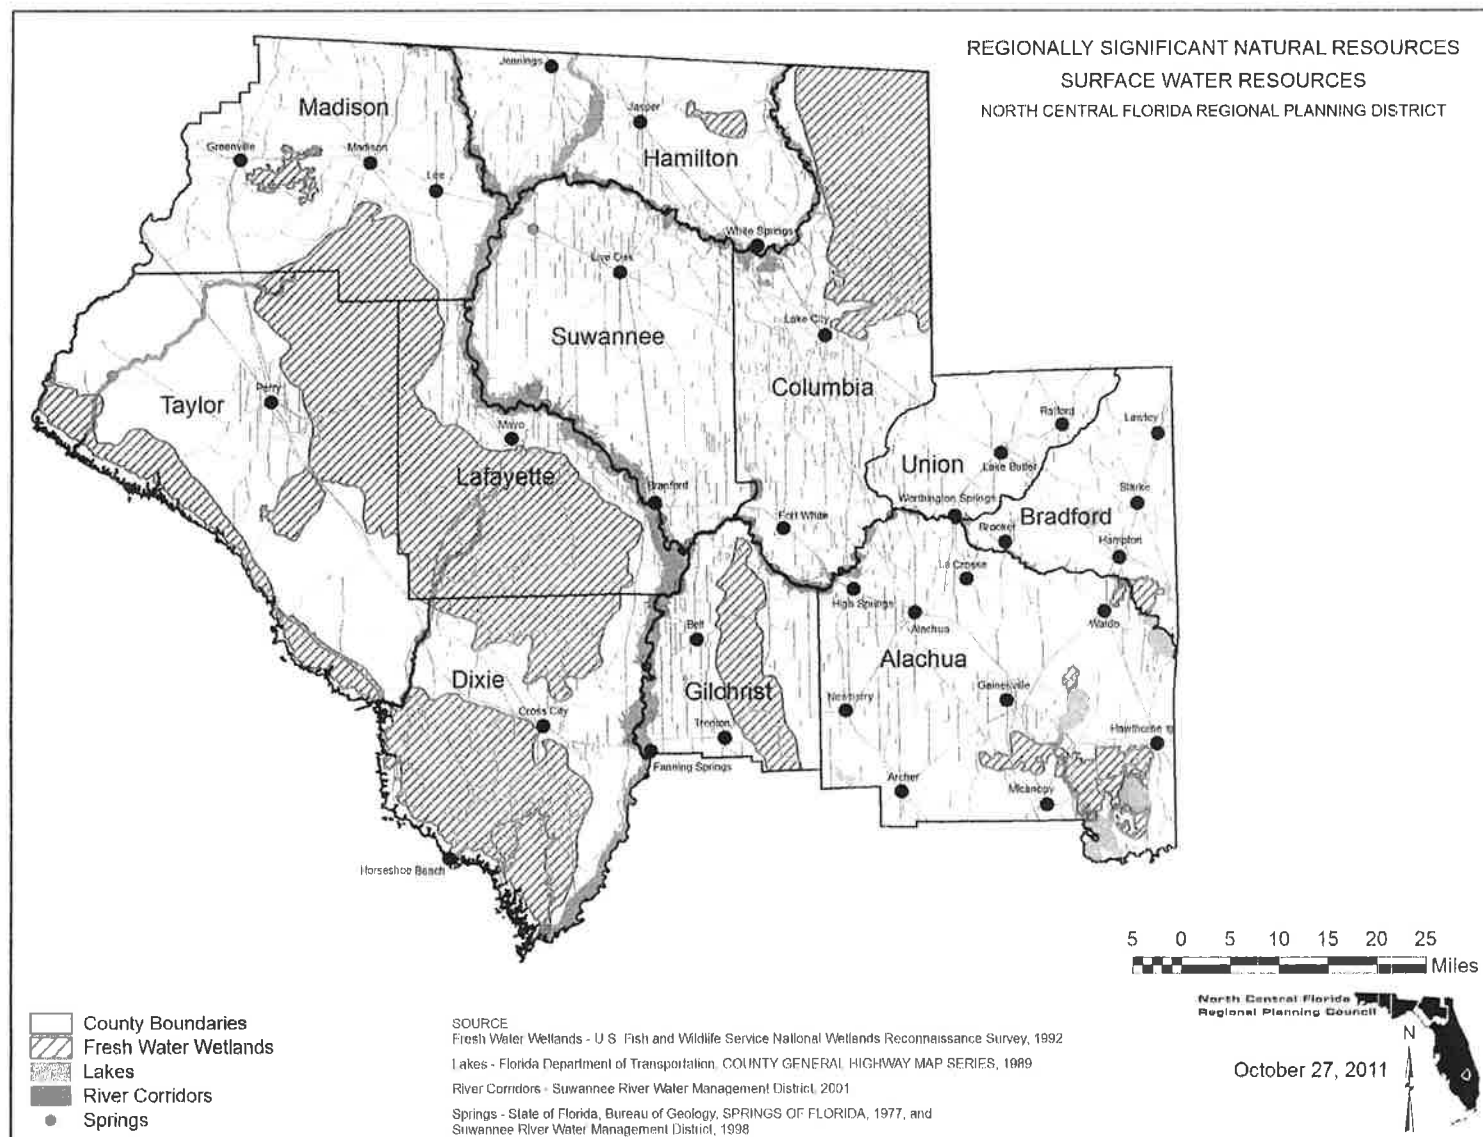 REGIONALLY SIGNIFICANT NATURAL RESOURCES
SURFACE WATER RESOURCES
NORTH CENTRAL FLORIDA REGIONAL PLANNING DISTRICT
Jennings
Madison
Jasper
Hamilton
Greenville
Madison
Lee
White Springs
Live Oak
Lake City
Suwannee
Columbia
Perry
Taylor
Mayo
Raiford
Lawtey
Lafayette
Union
Lake Butler
Branford
Worthington Springs
Starke
Fort White
Bradford
Brooker
Hampton
La Crosse
High Springs
Alachua
Waldo
Bell
Alachua
Dixie
Gilchrist
Gainesville
Newberry
Cross City
Trenton
Hawthorne
Fanning Springs
Archer
Micanopy
Horseshoe Beach
5 0 5 10 15 20 25
Miles
North Central Florida
Regional Planning Council
N
October 27, 2011
County Boundaries
Fresh Water Wetlands
Lakes
River Corridors
Springs
SOURCE
Fresh Water Wetlands - U S Fish and Wildlife Service National Wetlands Reconnaissance Survey, 1992
Lakes - Florida Department of Transportation, COUNTY GENERAL HIGHWAY MAP SERIES, 1989
River Corridors - Suwannee River Water Management District, 2001
Springs - State of Florida, Bureau of Geology, SPRINGS OF FLORIDA, 1977, and
Suwannee River Water Management District, 1998